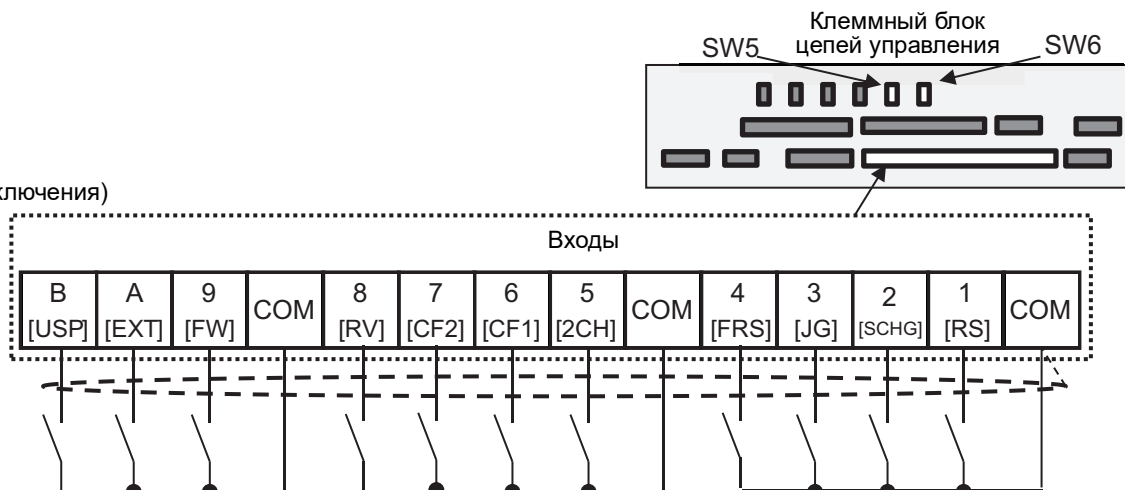 Клеммный блок
SW5 цепей управления SW6
ключения)
Входы
B A 9 COM 8 7 6 5 COM 4 3 2 1 COM
[USP] [EXT] [FW] [RV] [CF2] [CF1] [2CH] [FRS] [JG] [SCHG] [RS]